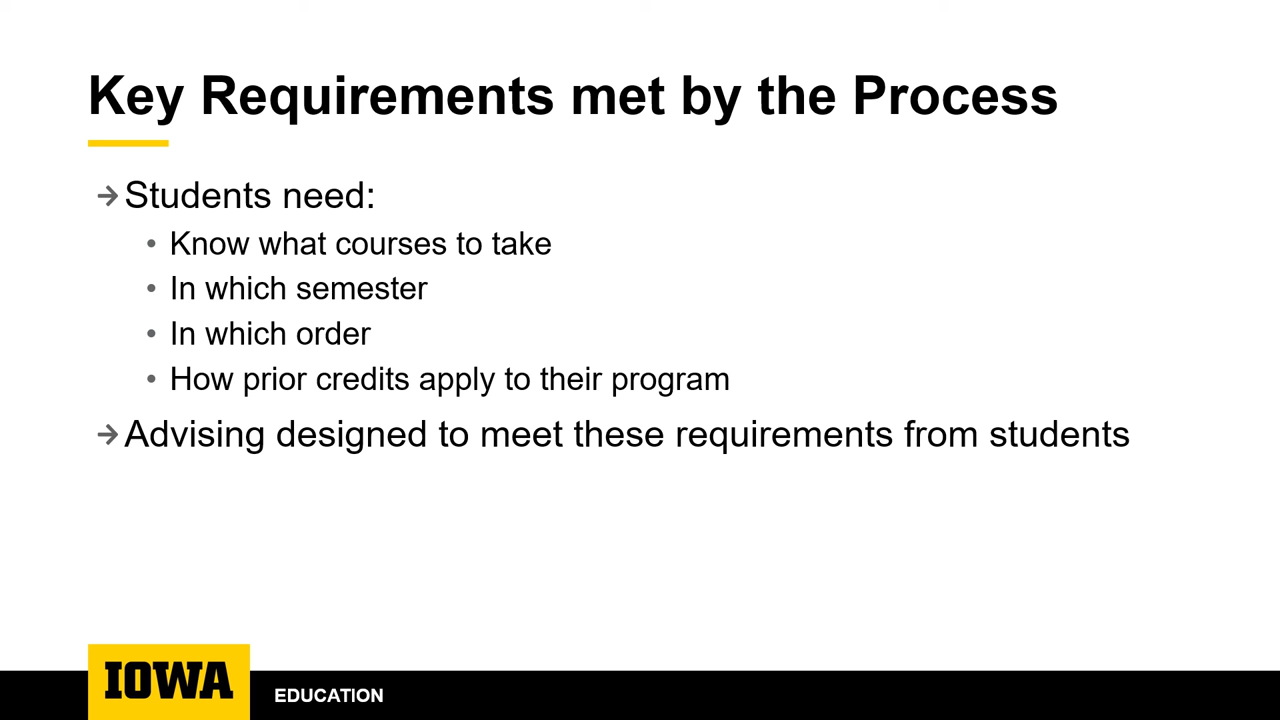 Key Requirements met by the Process
→ Students need:
• Know what courses to take
• In which semester
• In which order
• How prior credits apply to their program
→ Advising designed to meet these requirements from students
IOWA
EDUCATION